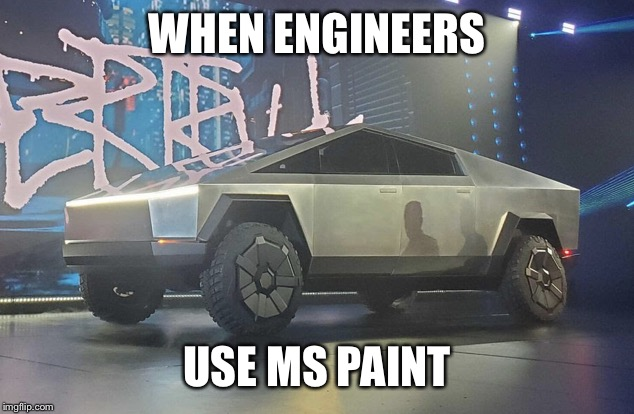 WHEN ENGINEERS
USE MS PAINT
imgflip.com